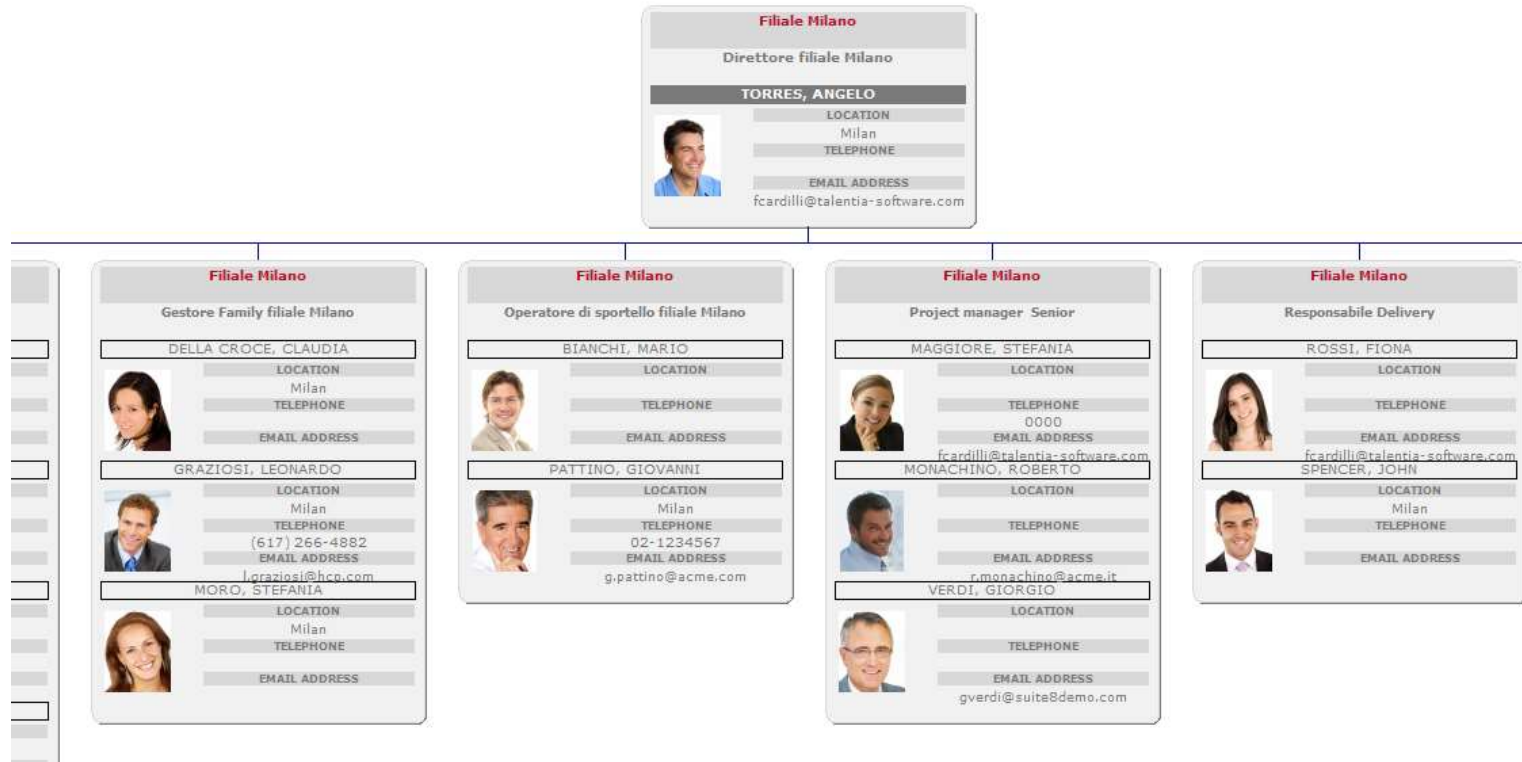 Filiale Milano
Direttore filiale Milano
TORRES, ANGELO
LOCATION
Milan
TELEPHONE
EMAIL ADDRESS
fcardilli@talentia-software.com
Filiale Milano
Gestore Family filiale Milano
DELLA CROCE, CLAUDIA
LOCATION
Milan
TELEPHONE
EMAIL ADDRESS
GRAZIOSI, LEONARDO
LOCATION
Milan
TELEPHONE
(617) 266-4882
EMAIL ADDRESS
l.graziosi@hcp.com
MORO, STEFANIA
LOCATION
Milan
TELEPHONE
EMAIL ADDRESS
Filiale Milano
Operatore di sportello filiale Milano
BIANCHI, MARIO
LOCATION
TELEPHONE
EMAIL ADDRESS
PATTINO, GIOVANNI
LOCATION
Milan
TELEPHONE
02-1234567
EMAIL ADDRESS
g.pattino@acme.com
Filiale Milano
Project manager Senior
MAGGIORE, STEFANIA
LOCATION
TELEPHONE
0000
EMAIL ADDRESS
fcardilli@talentia-software.com
MONACHINO, ROBERTO
LOCATION
TELEPHONE
EMAIL ADDRESS
r.monachino@acme.it
VERDI, GIORGIO
LOCATION
TELEPHONE
EMAIL ADDRESS
gverdi@suite8demo.com
Filiale Milano
Responsabile Delivery
ROSSI, FIONA
LOCATION
TELEPHONE
EMAIL ADDRESS
fcardilli@talentia-software.com
SPENCER, JOHN
LOCATION
Milan
TELEPHONE
EMAIL ADDRESS